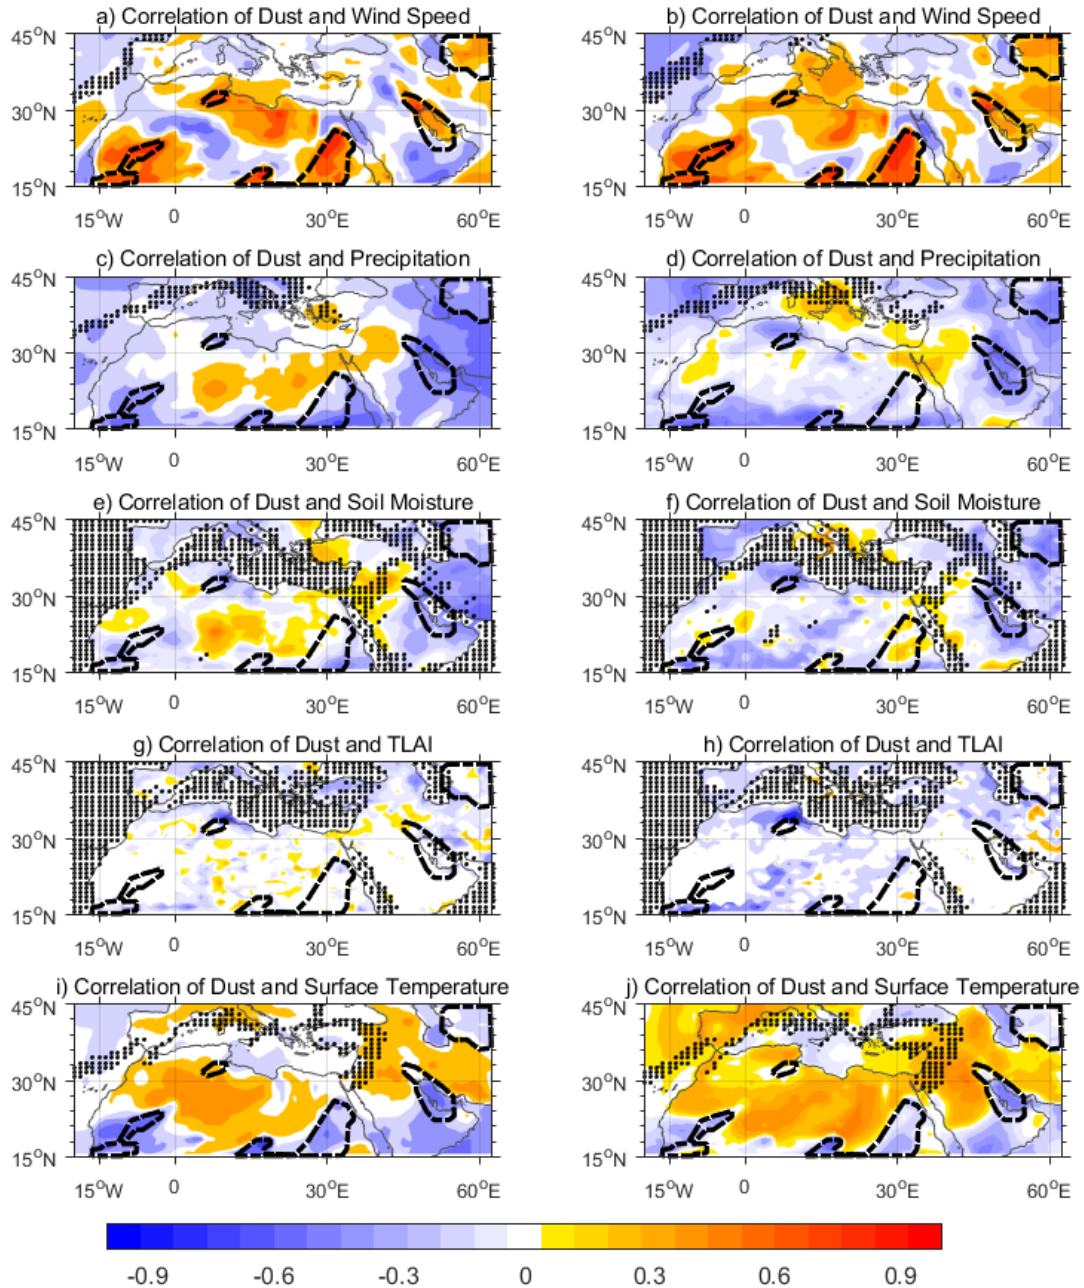 a) Correlation of Dust and Wind Speed
45°N
30°N
15°N
15°W 0 30°E 60°E
b) Correlation of Dust and Wind Speed
45°N
30°N
15°N
15°W 0 30°E 60°E
c) Correlation of Dust and Precipitation
45°N
30°N
15°N
15°W 0 30°E 60°E
d) Correlation of Dust and Precipitation
45°N
30°N
15°N
15°W 0 30°E 60°E
e) Correlation of Dust and Soil Moisture
45°N
30°N
15°N
15°W 0 30°E 60°E
f) Correlation of Dust and Soil Moisture
45°N
30°N
15°N
15°W 0 30°E 60°E
g) Correlation of Dust and TLAI
45°N
30°N
15°N
15°W 0 30°E 60°E
h) Correlation of Dust and TLAI
45°N
30°N
15°N
15°W 0 30°E 60°E
i) Correlation of Dust and Surface Temperature
45°N
30°N
15°N
15°W 0 30°E 60°E
j) Correlation of Dust and Surface Temperature
45°N
30°N
15°N
15°W 0 30°E 60°E
-0.9 -0.6 -0.3 0 0.3 0.6 0.9